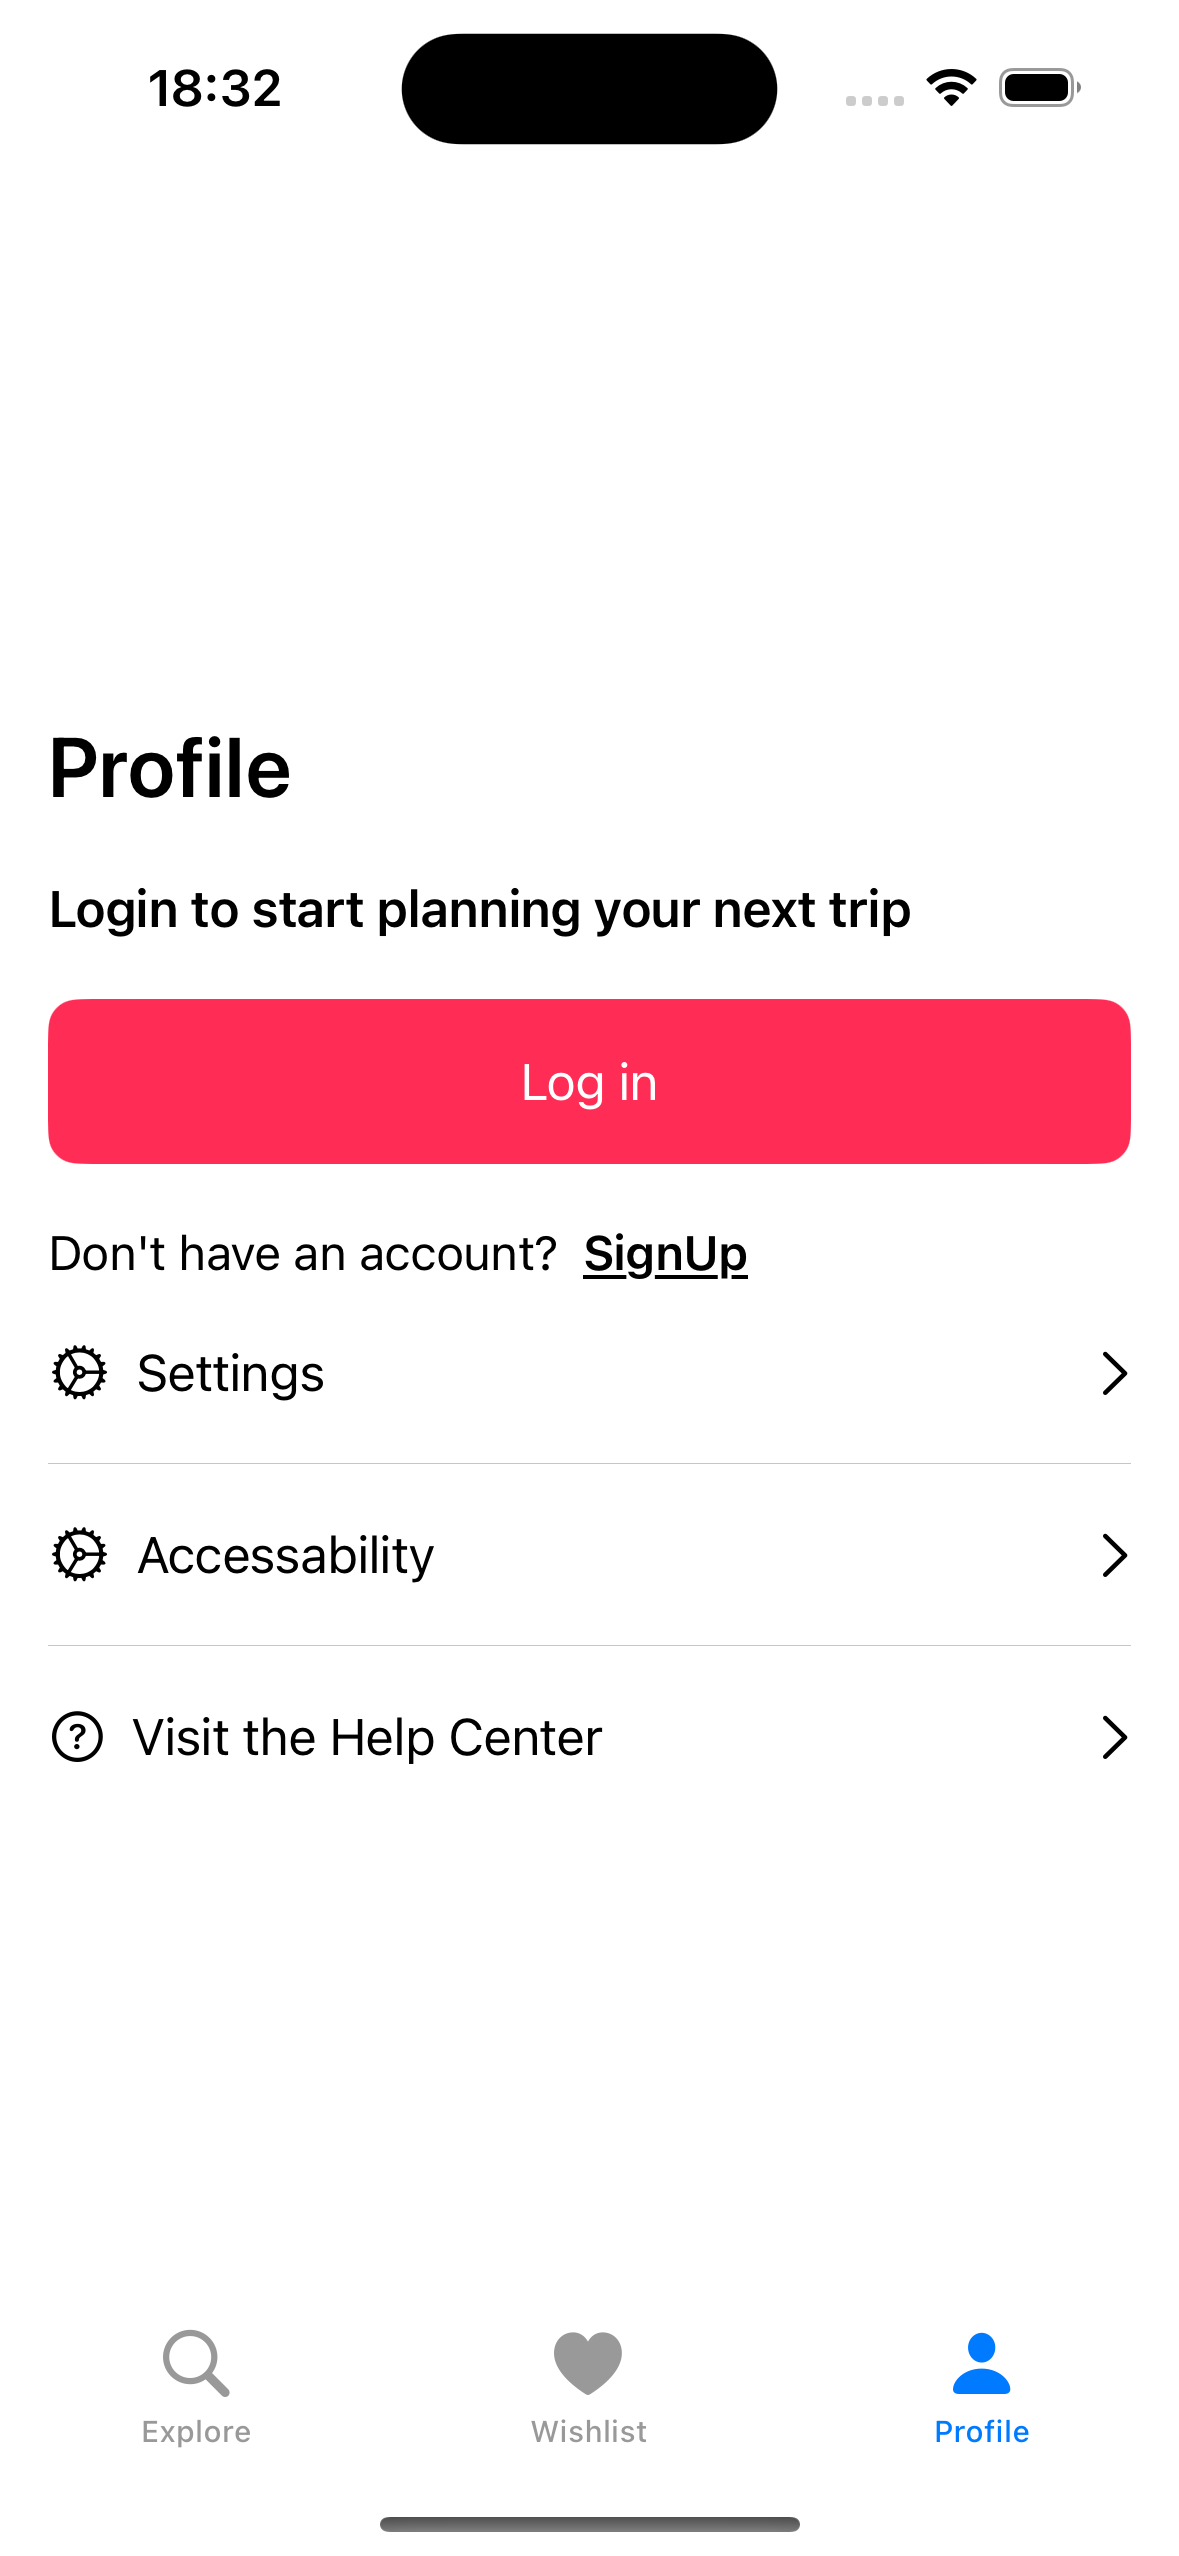 18:32
Profile
Login to start planning your next trip
Log in
Don't have an account? SignUp
Settings
Accessability
Visit the Help Center
Explore
Wishlist
Profile